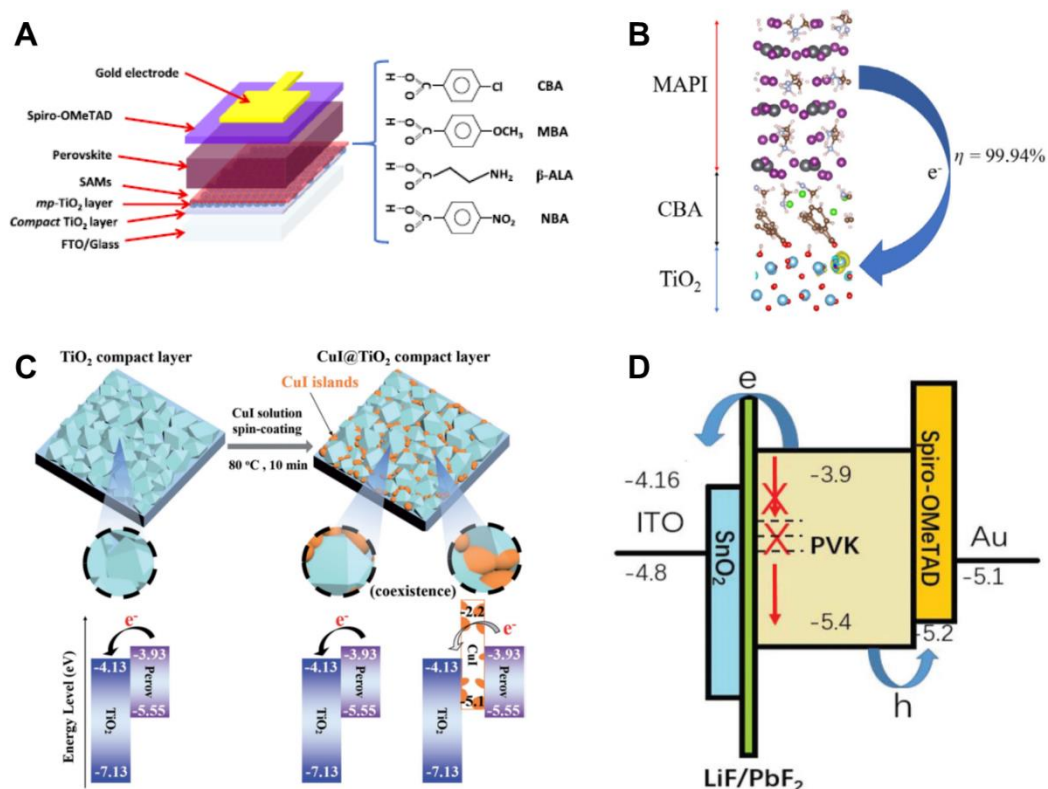 A
Gold electrode
Spiro-OMeTAD
Perovskite
SAMs
mp-TiO2 layer
Compact TiO2 layer
FTO/Glass
H O C O Cl CBA
H O C O OCH3 MBA
H O C O NH2 β-ALA
H O C O NO2 NBA
B
MAPI
CBA
TiO2
e- η = 99.94%
C
TiO2 compact layer
CuI@TiO2 compact layer
CuI islands
CuI solution
spin-coating
80 °C , 10 min
(coexistence)
Energy Level (eV)
e-
-4.13
-3.93
Perov
-5.55
TiO2
-7.13
e-
-4.13
-3.93
Perov
-5.55
TiO2
-7.13
-2.2
e-
-4.13
CuI
-3.93
Perov
-5.1
-5.55
TiO2
-7.13
D
e
-4.16
ITO
-4.8
SnO2
-3.9
PVK
-5.4
Spiro-OMeTAD
Au
-5.1
-5.2
h
LiF/PbF2